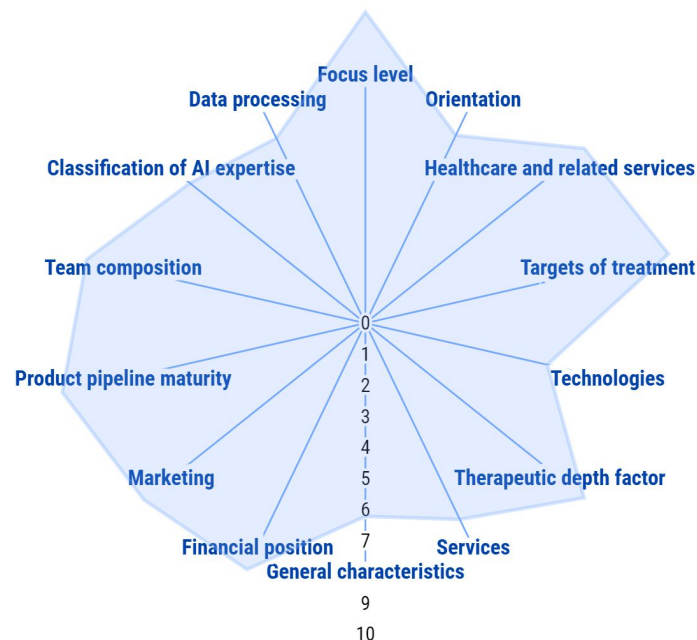 Focus level
Data processing
Orientation
Classification of AI expertise
Healthcare and related services
Team composition
Targets of treatment
0
1
Product pipeline maturity
Technologies
2
3
4
Marketing
5
Therapeutic depth factor
6
7
Financial position
Services
General characteristics
9
10